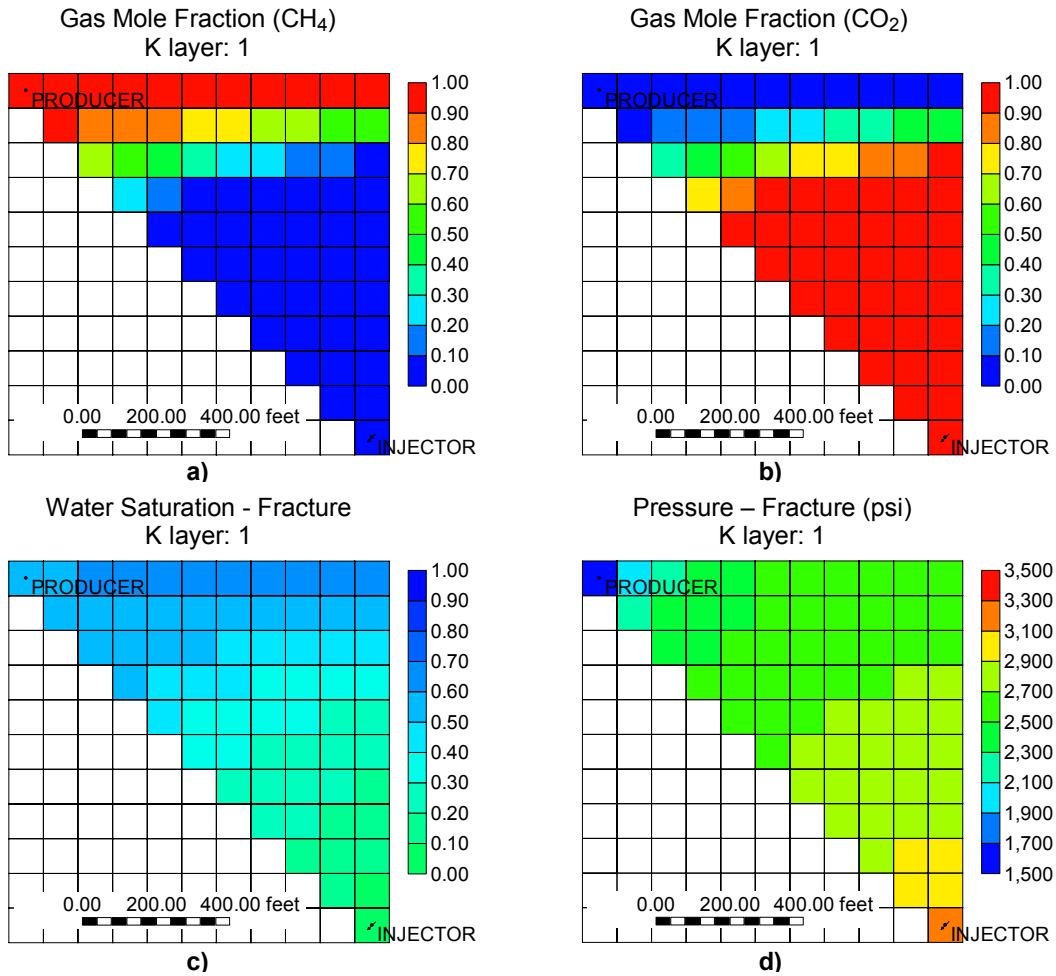 Gas Mole Fraction (CH₄)
K layer: 1
PRODUCER
1.00
0.90
0.80
0.70
0.60
0.50
0.40
0.30
0.20
0.10
0.00
0.00 200.00 400.00 feet
INJECTOR
a)
Gas Mole Fraction (CO₂)
K layer: 1
PRODUCER
1.00
0.90
0.80
0.70
0.60
0.50
0.40
0.30
0.20
0.10
0.00
0.00 200.00 400.00 feet
INJECTOR
b)
Water Saturation - Fracture
K layer: 1
PRODUCER
1.00
0.90
0.80
0.70
0.60
0.50
0.40
0.30
0.20
0.10
0.00
0.00 200.00 400.00 feet
INJECTOR
c)
Pressure – Fracture (psi)
K layer: 1
PRODUCER
3,500
3,300
3,100
2,900
2,700
2,500
2,300
2,100
1,900
1,700
1,500
0.00 200.00 400.00 feet
INJECTOR
d)